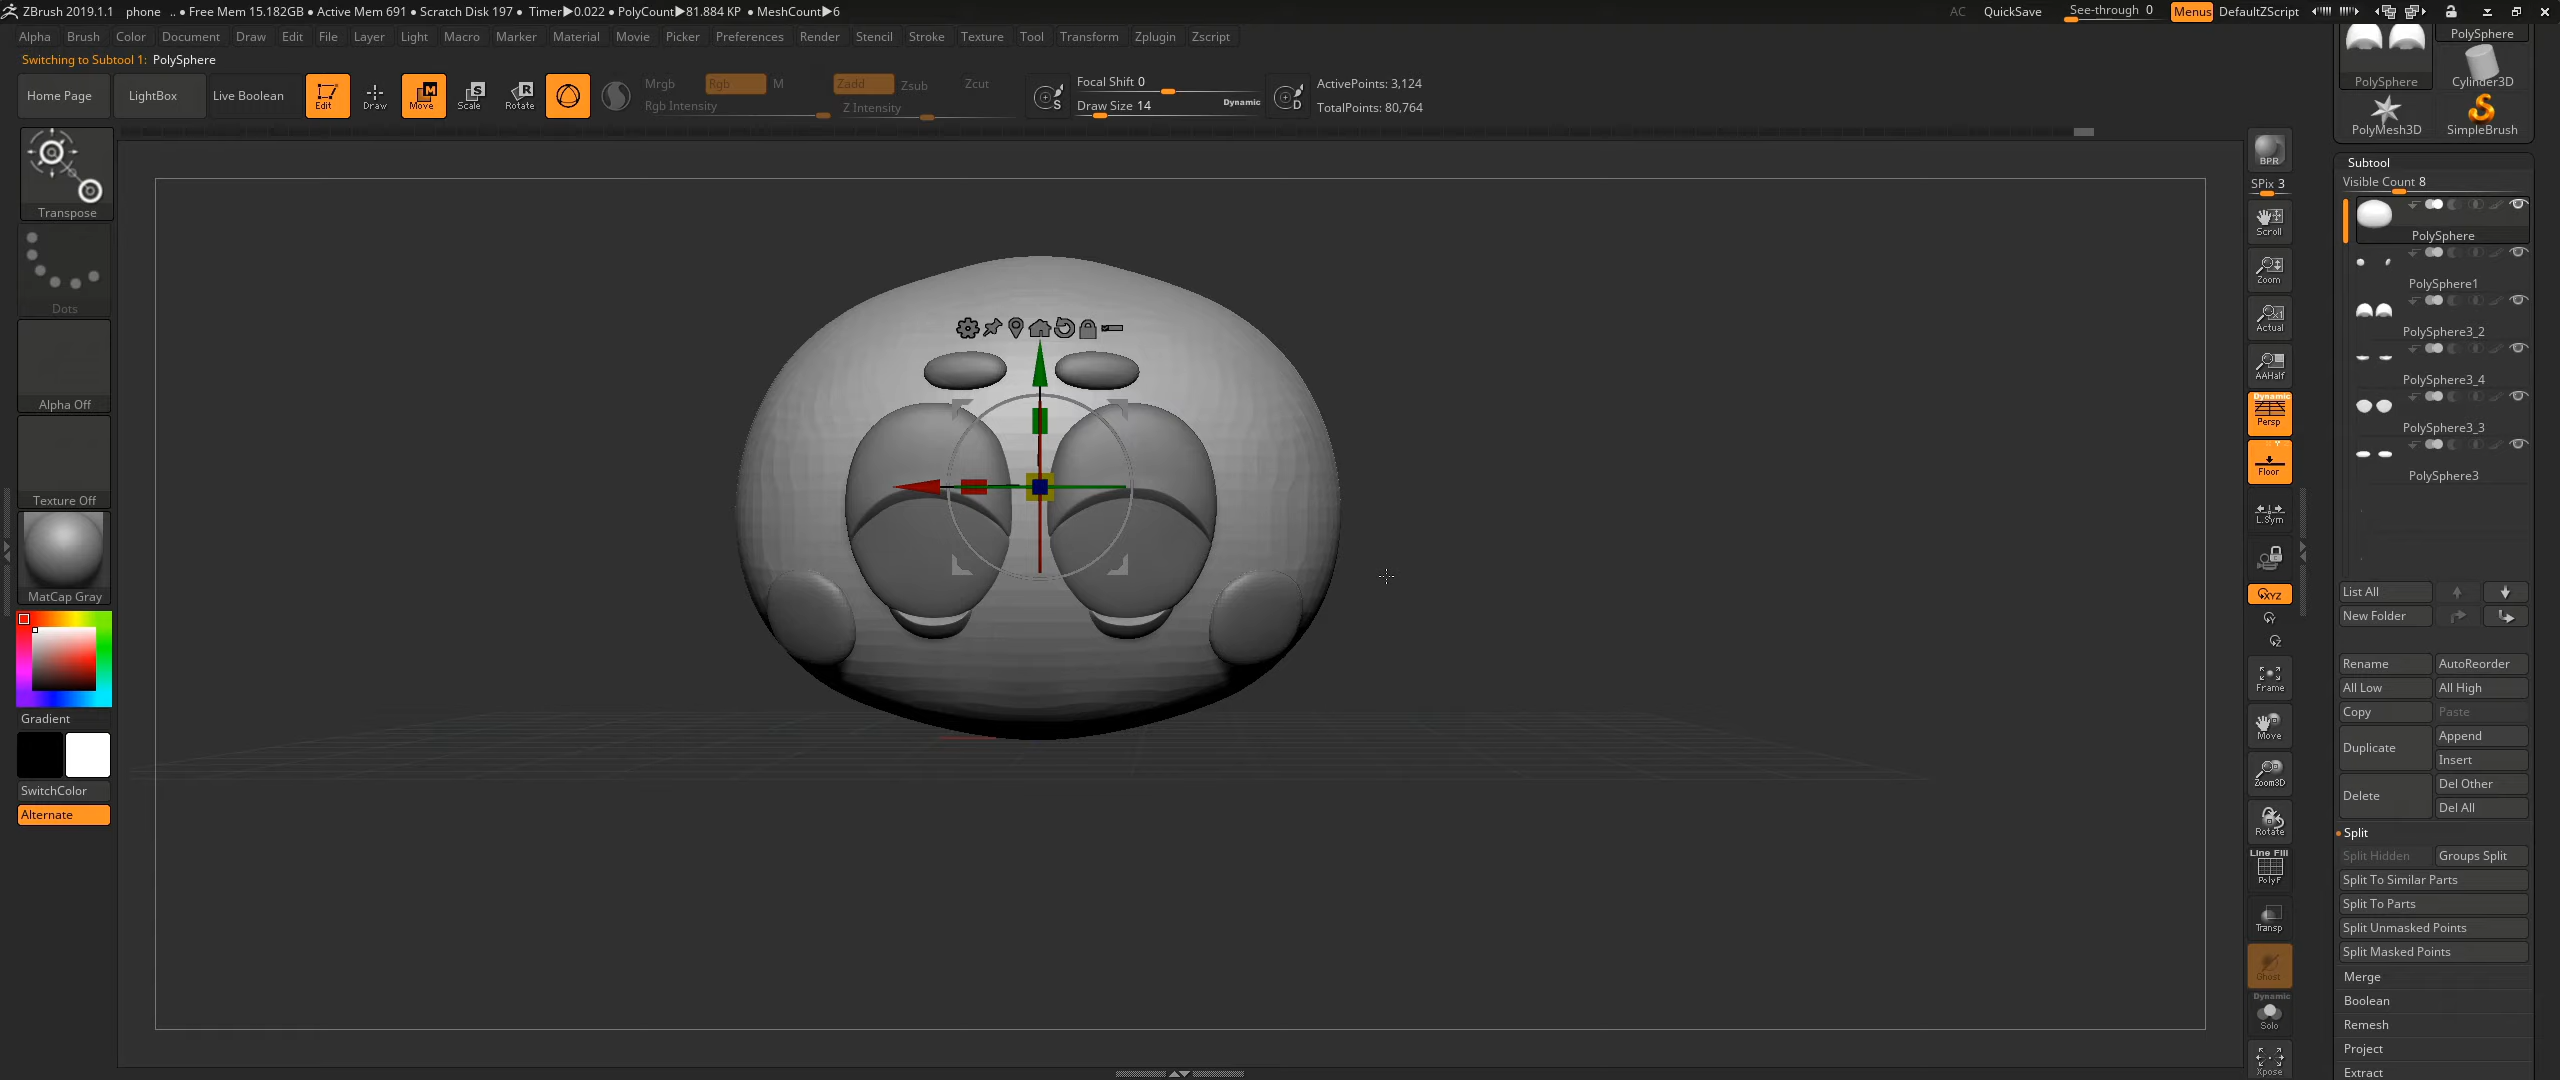 ZBrush 2019.1.1 phone .. • Free Mem 15.182GB • Active Mem 691 • Scratch Disk 197 • Timer▶0.022 • PolyCount▶81.884 KP • MeshCount▶6 AC QuickSave See-through 0 Menus DefaultZScript
Alpha Brush Color Document Draw Edit File Layer Light Macro Marker Material Movie Picker Preferences Render Stencil Stroke Texture Tool Transform Zplugin Zscript
Switching to Subtool 1: PolySphere
Home Page LightBox Live Boolean Edit Draw Move Scale Rotate
Mrgb Rgb M Zadd Zsub Zcut
Rgb Intensity Z Intensity
Focal Shift 0
Draw Size 14 Dynamic
ActivePoints: 3,124
TotalPoints: 80,764
Transpose
Dots
Alpha Off
Texture Off
MatCap Gray
Gradient
SwitchColor
Alternate
BPR
SPix 3
Scroll
Zoom
Actual
AAHalf
Dynamic
Persp
Floor
L.Sym
XYZ
Frame
Move
Zoom3D
Rotate
Line Fill
PolyF
Transp
Ghost
Dynamic
Solo
Xpose
PolySphere
PolySphere Cylinder3D
PolyMesh3D SimpleBrush
Subtool
Visible Count 8
PolySphere
PolySphere1
PolySphere3_2
PolySphere3_4
PolySphere3_3
PolySphere3
List All
New Folder
Rename AutoReorder
All Low All High
Copy Paste
Duplicate Append
Insert
Delete Del Other
Del All
Split
Split Hidden Groups Split
Split To Similar Parts
Split To Parts
Split Unmasked Points
Split Masked Points
Merge
Boolean
Remesh
Project
Extract